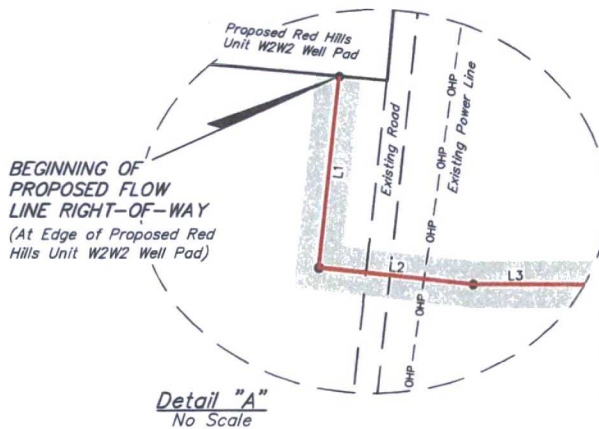 Proposed Red Hills
Unit W2W2 Well Pad
BEGINNING OF
PROPOSED FLOW
LINE RIGHT-OF-WAY
(At Edge of Proposed Red
Hills Unit W2W2 Well Pad)
L1
Existing Road
OHP
Existing Power Line
OHP
OHP
L2
L3
OHP
OHP
Detail "A"
No Scale